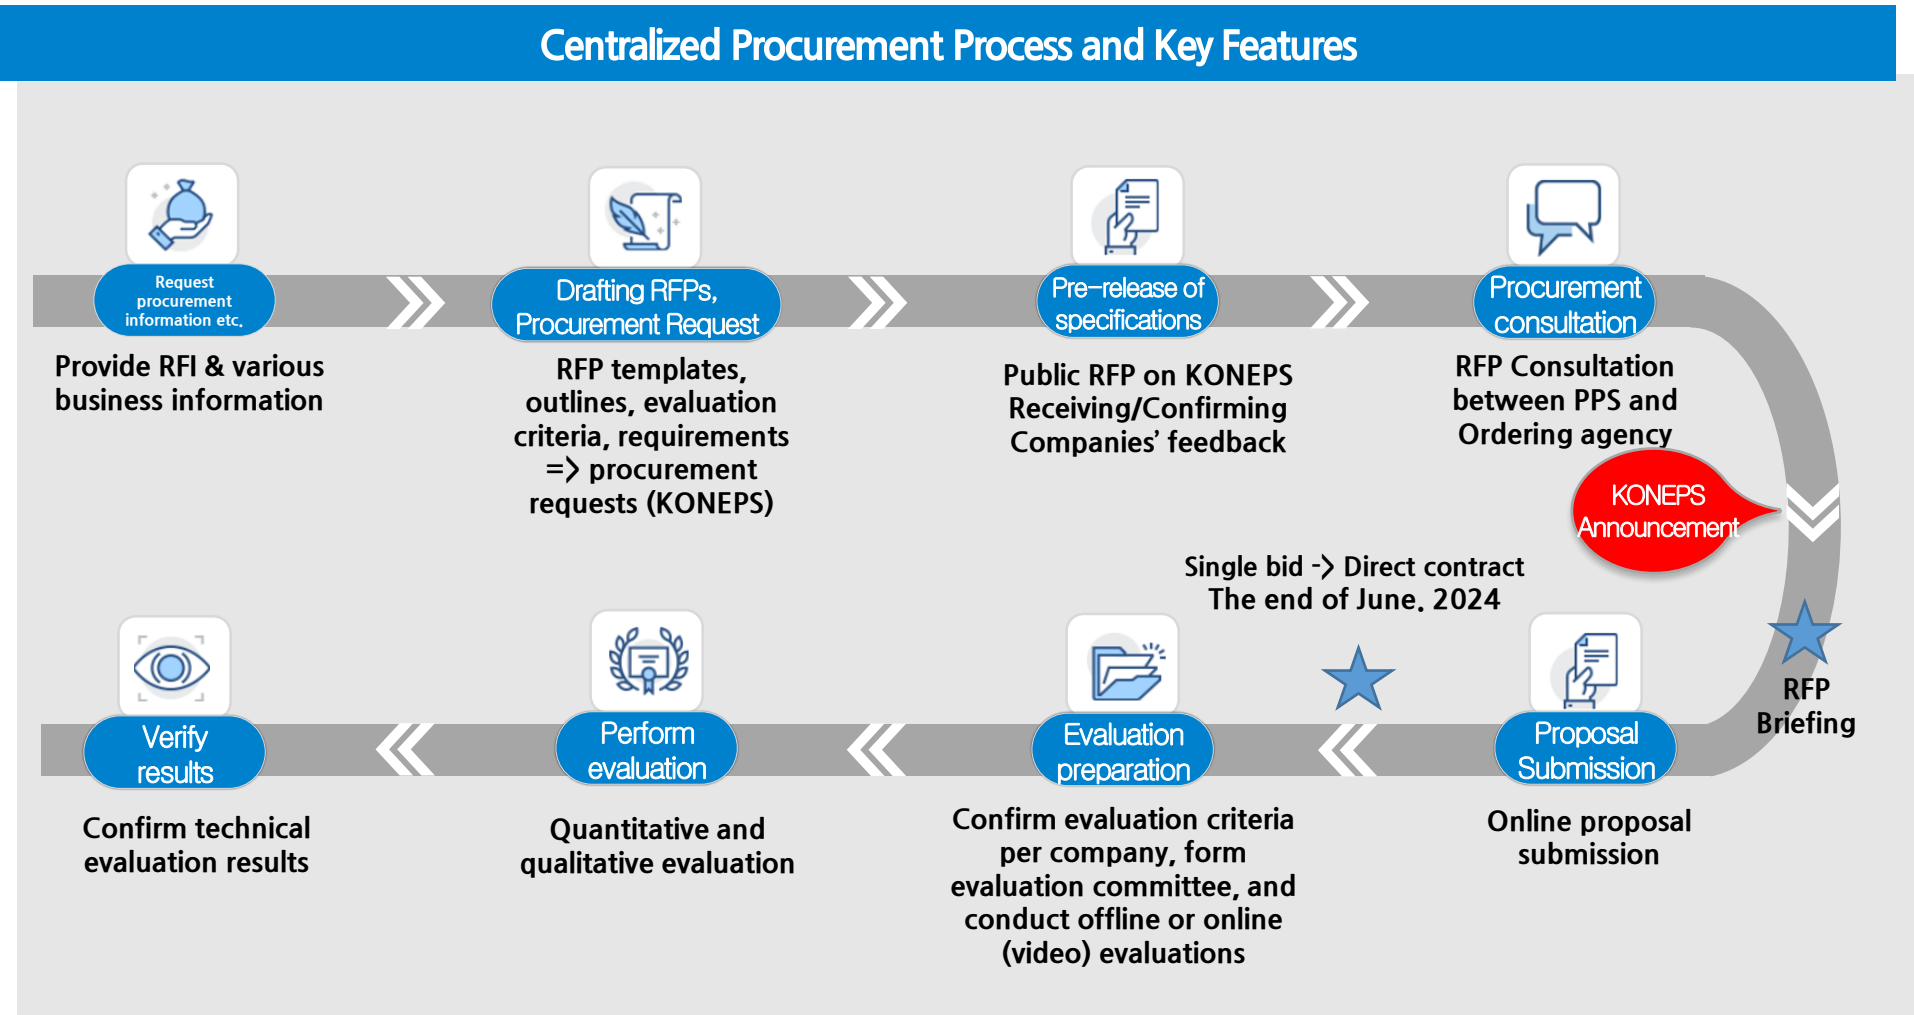 Centralized Procurement Process and Key Features
Request
procurement
information etc.
Provide RFI & various
business information
Drafting RFPs,
Procurement Request
RFP templates,
outlines, evaluation
criteria, requirements
=> procurement
requests (KONEPS)
Pre-release of
specifications
Public RFP on KONEPS
Receiving/Confirming
Companies' feedback
Procurement
consultation
RFP Consultation
between PPS and
Ordering agency
KONEPS
Announcement
RFP
Briefing
Single bid -> Direct contract
The end of June. 2024
Proposal
Submission
Online proposal
submission
Evaluation
preparation
Confirm evaluation criteria
per company, form
evaluation committee, and
conduct offline or online
(video) evaluations
Perform
evaluation
Quantitative and
qualitative evaluation
Verify
results
Confirm technical
evaluation results